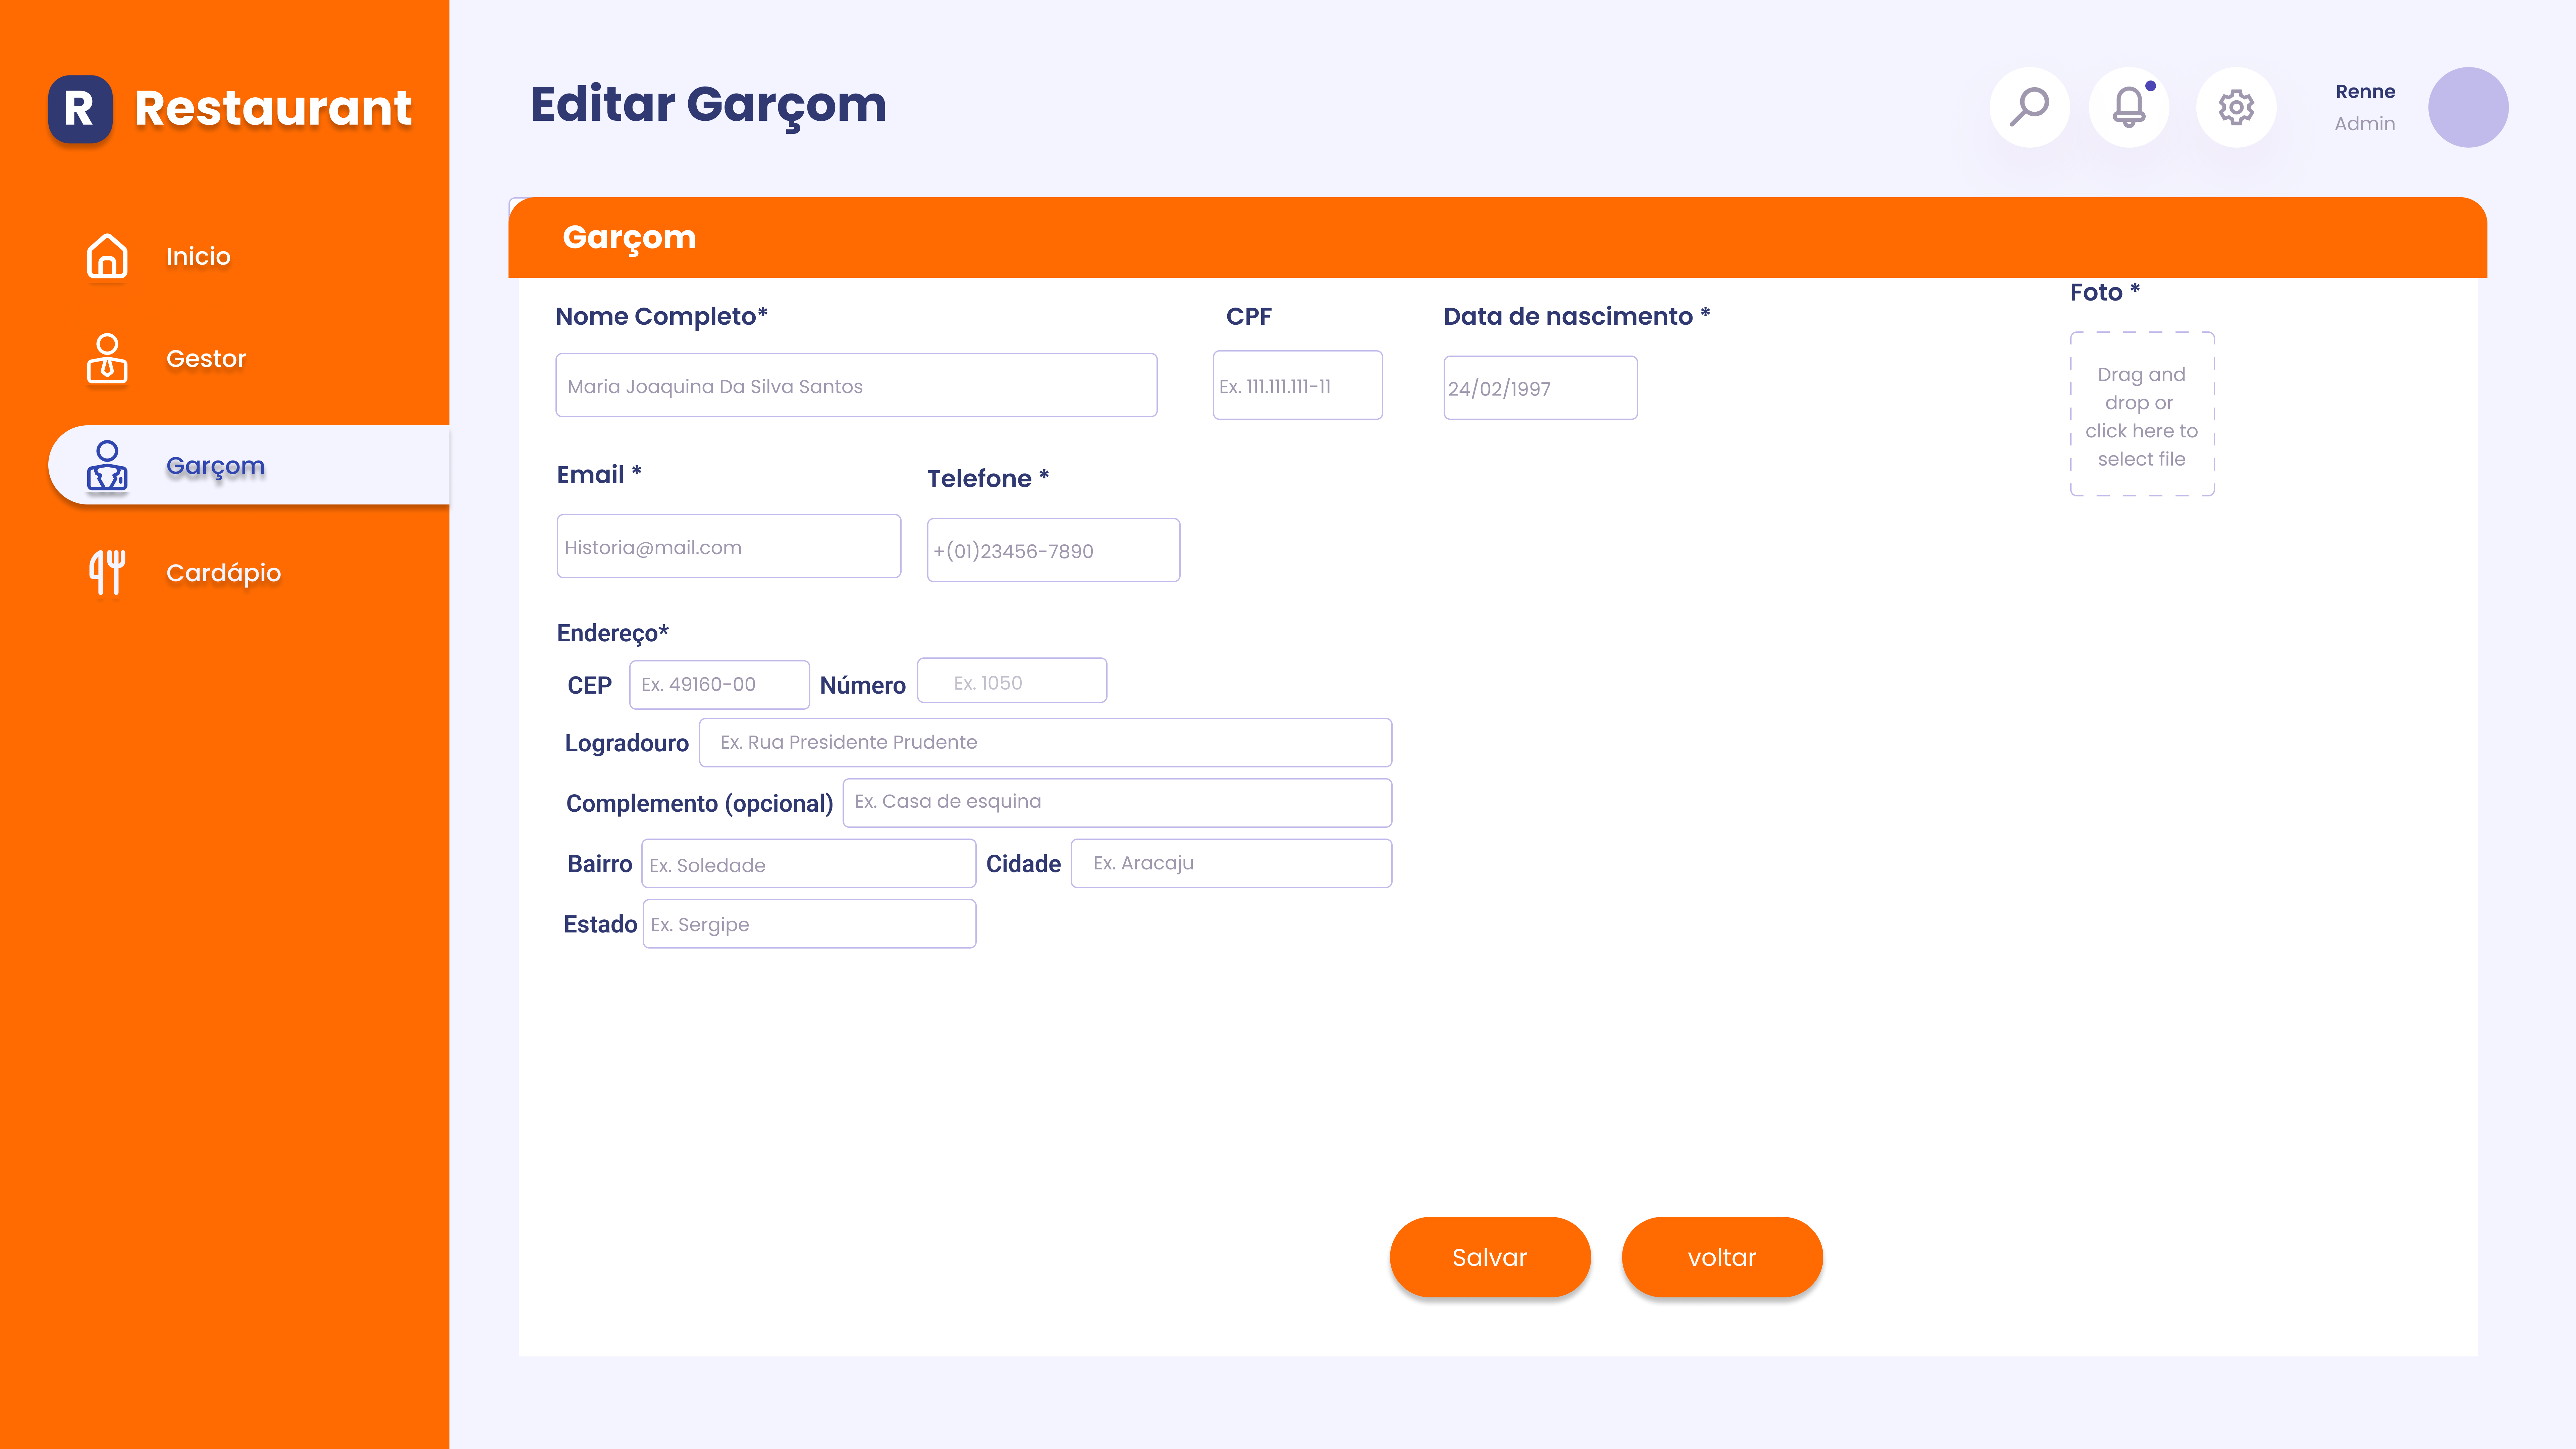 R Restaurant
Editar Garçom
Renne
Admin
Inicio
Gestor
Garçom
Cardápio
Garçom
Nome Completo*
CPF
Data de nascimento *
Foto *
Maria Joaquina Da Silva Santos
Ex. 111.111.111-11
24/02/1997
Drag and
drop or
click here to
select file
Email *
Telefone *
Historia@mail.com
+(01)23456-7890
Endereço*
CEP
Ex. 49160-00
Número
Ex. 1050
Logradouro
Ex. Rua Presidente Prudente
Complemento (opcional)
Ex. Casa de esquina
Bairro
Ex. Soledade
Cidade
Ex. Aracaju
Estado
Ex. Sergipe
Salvar
voltar